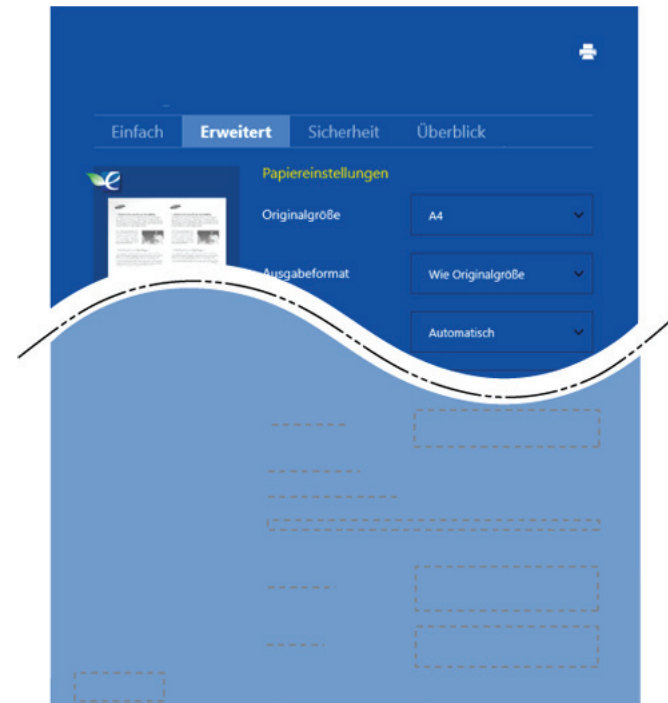 Einfach Erweitert Sicherheit Überblick
Papiereinstellungen
Originalgröße A4
Ausgabeformat Wie Originalgröße
Automatisch